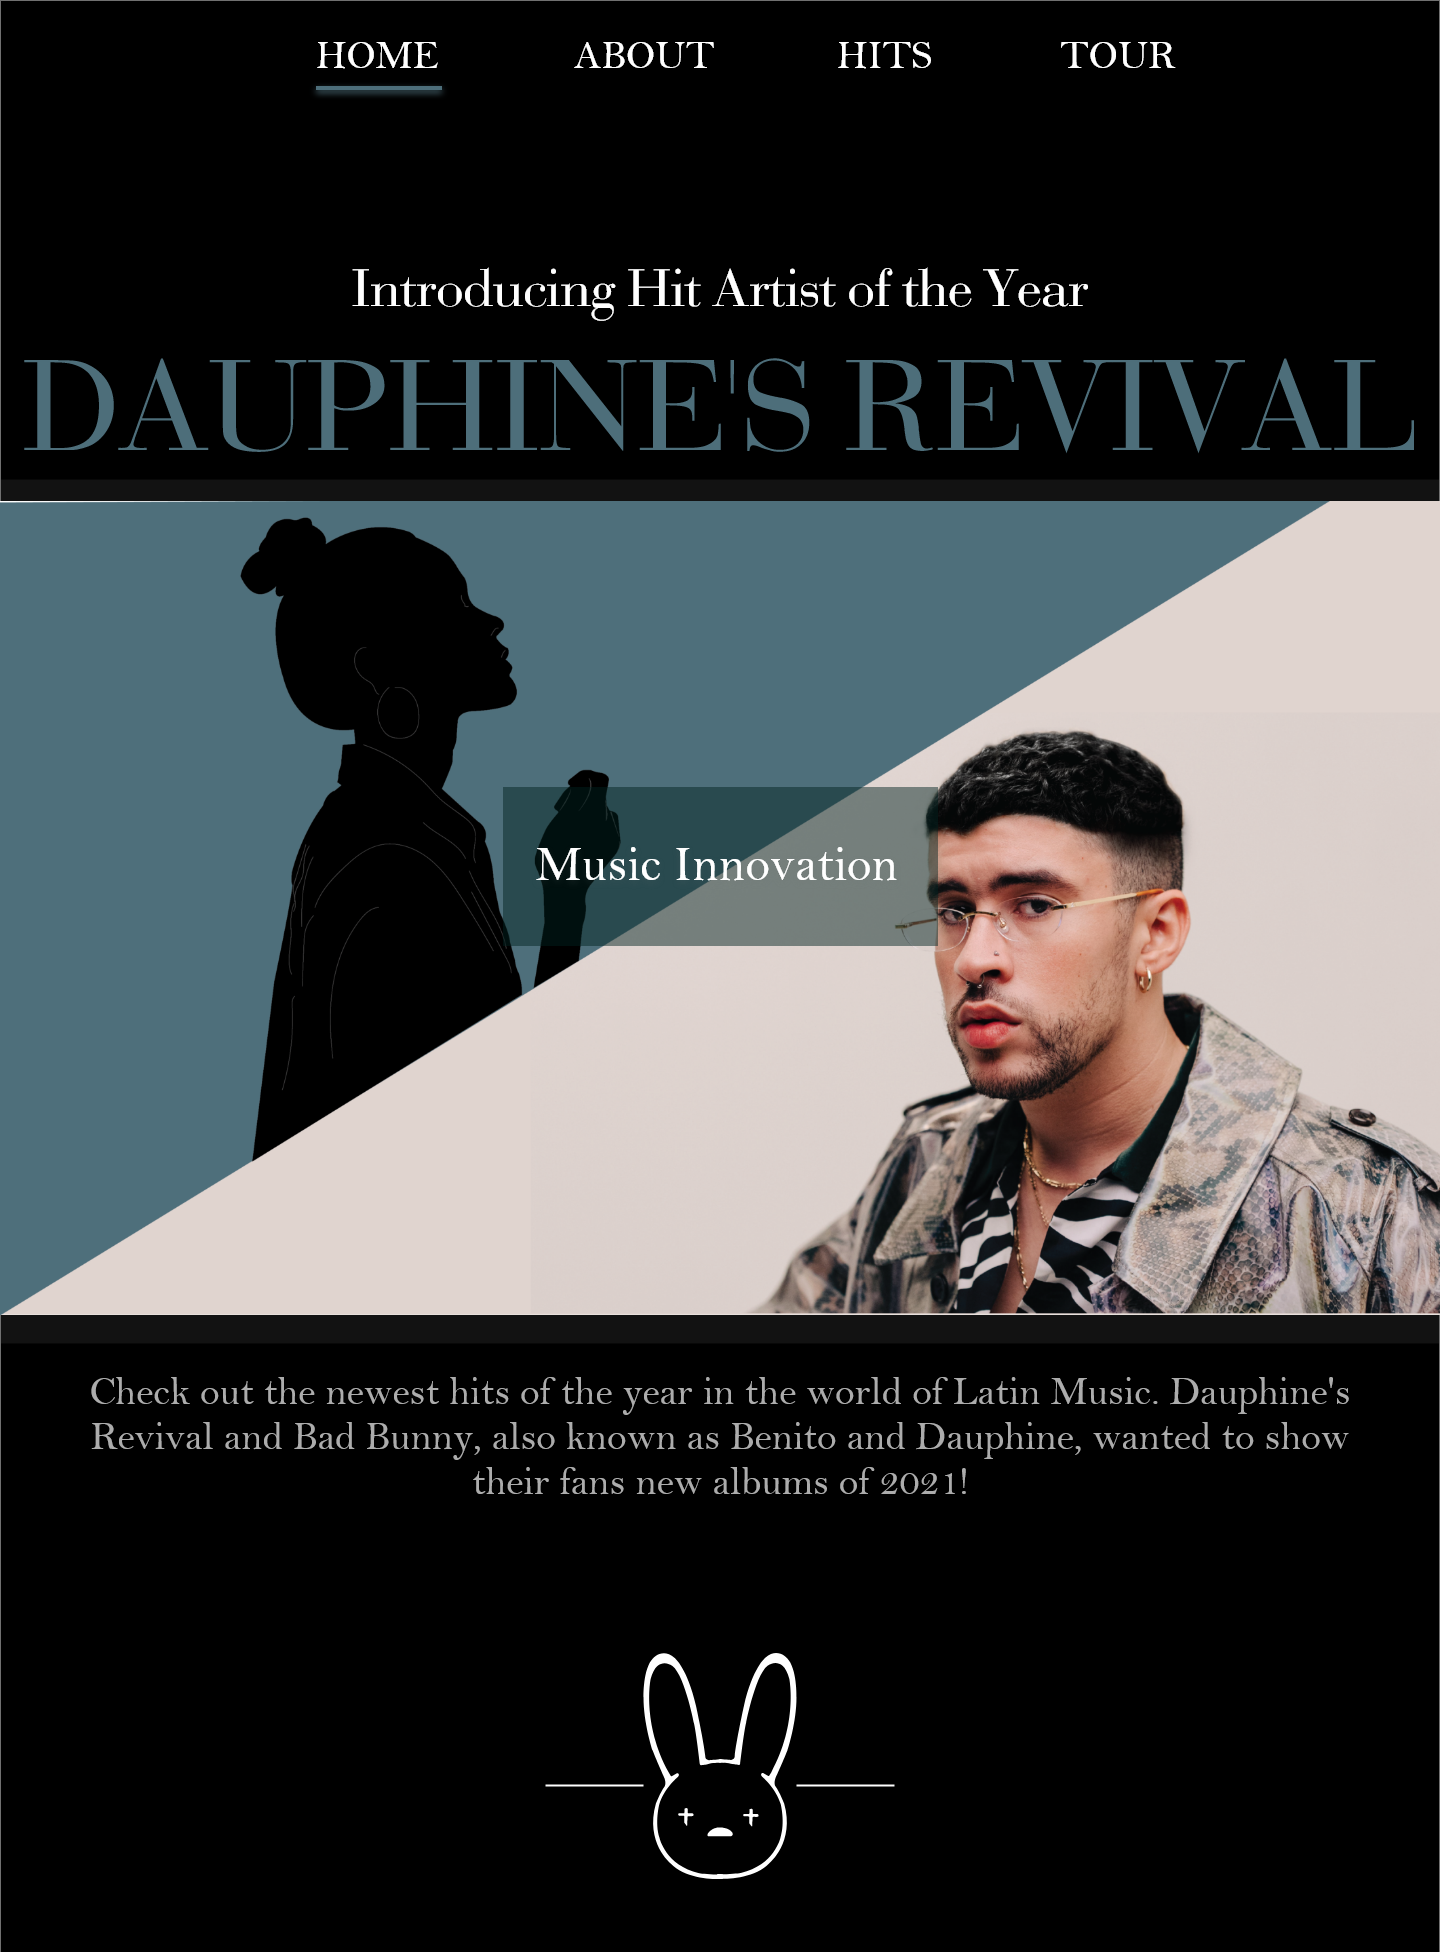 HOME ABOUT HITS TOUR
Introducing Hit Artist of the Year
DAUPHINE'S REVIVAL
Music Innovation
Check out the newest hits of the year in the world of Latin Music. Dauphine's
Revival and Bad Bunny, also known as Benito and Dauphine, wanted to show
their fans new albums of 2021!